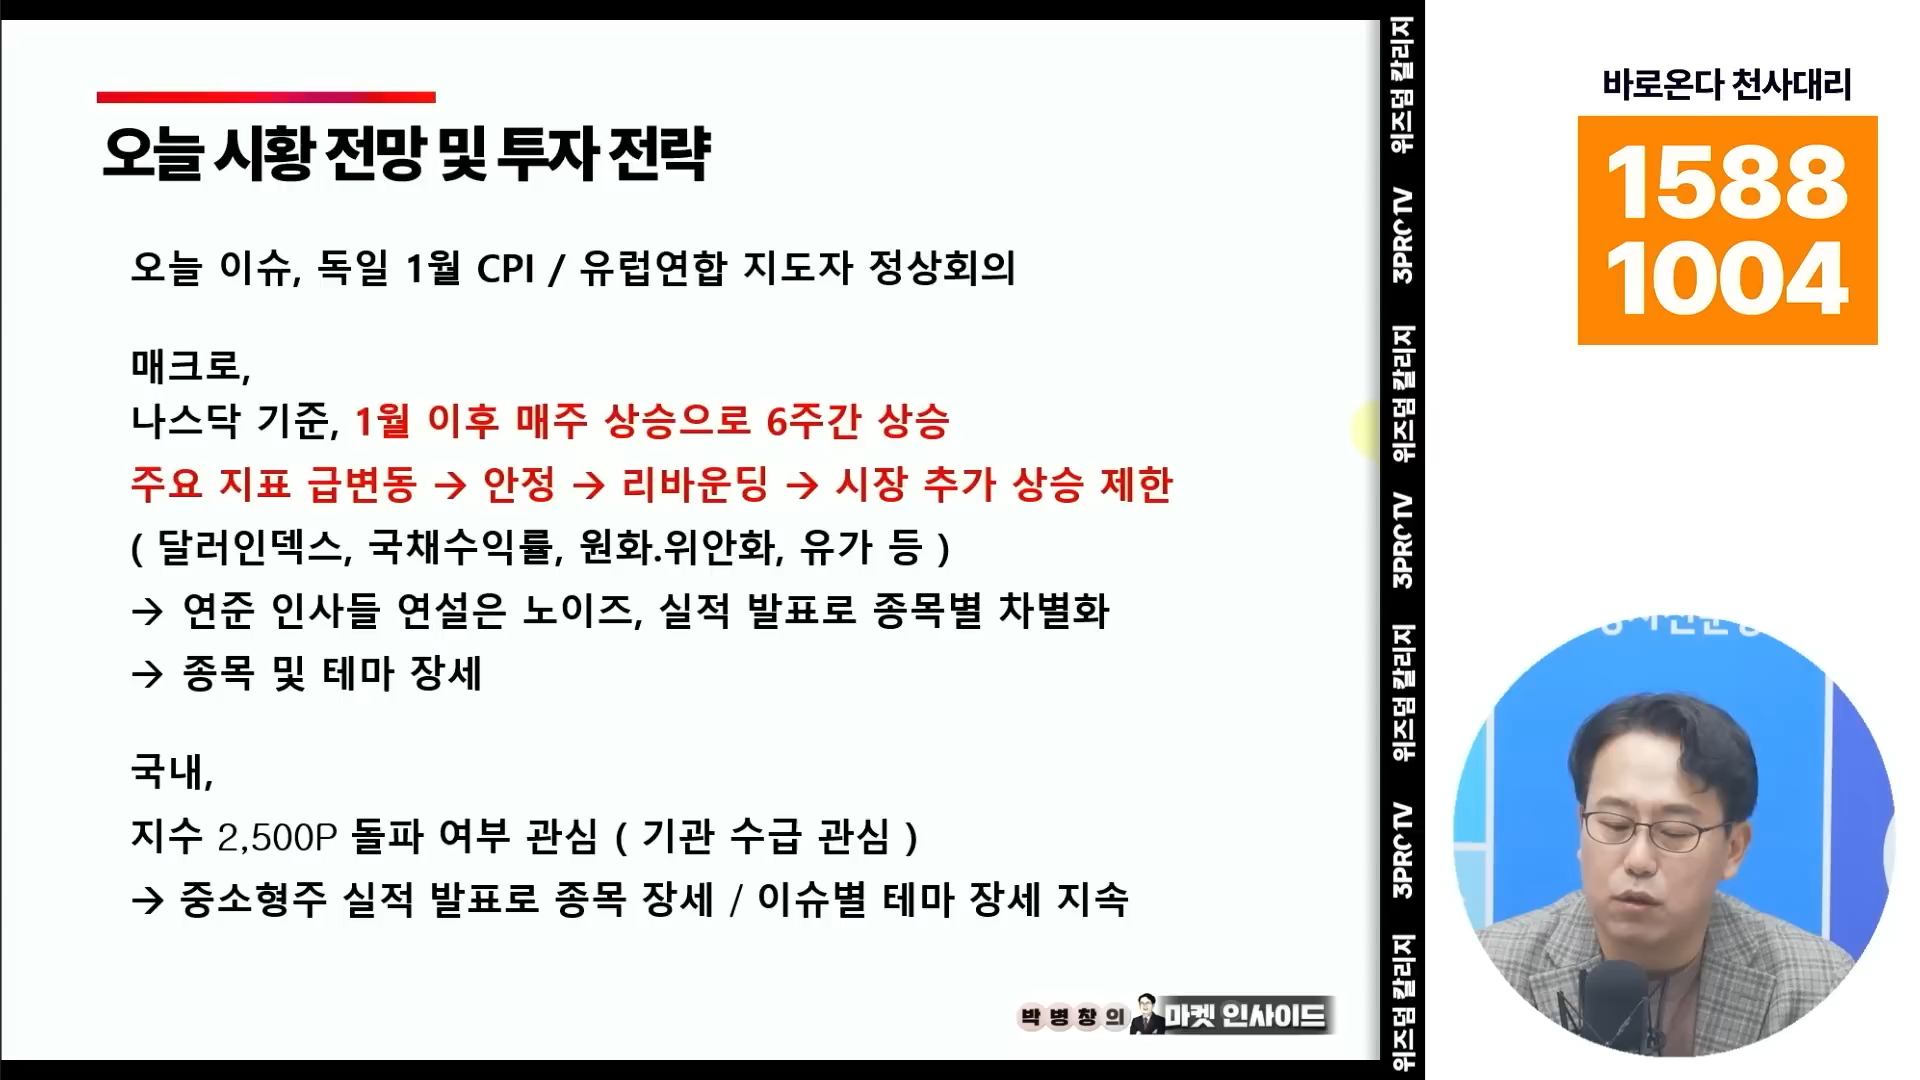 오늘 시황 전망 및 투자 전략
오늘 이슈, 독일 1월 CPI / 유럽연합 지도자 정상회의
매크로,
나스닥 기준, 1월 이후 매주 상승으로 6주간 상승
주요 지표 급변동 → 안정 → 리바운딩 → 시장 추가 상승 제한
( 달러인덱스, 국채수익률, 원화.위안화, 유가 등 )
→ 연준 인사들 연설은 노이즈, 실적 발표로 종목별 차별화
→ 종목 및 테마 장세
국내,
지수 2,500P 돌파 여부 관심 ( 기관 수급 관심 )
→ 중소형주 실적 발표로 종목 장세 / 이슈별 테마 장세 지속
박병창의 마켓 인사이드
위즈덤 칼리지
3PROTV
위즈덤 칼리지
3PROTV
위즈덤 칼리지
3PROTV
위즈덤 칼리지
바로온다 천사대리
1588
1004